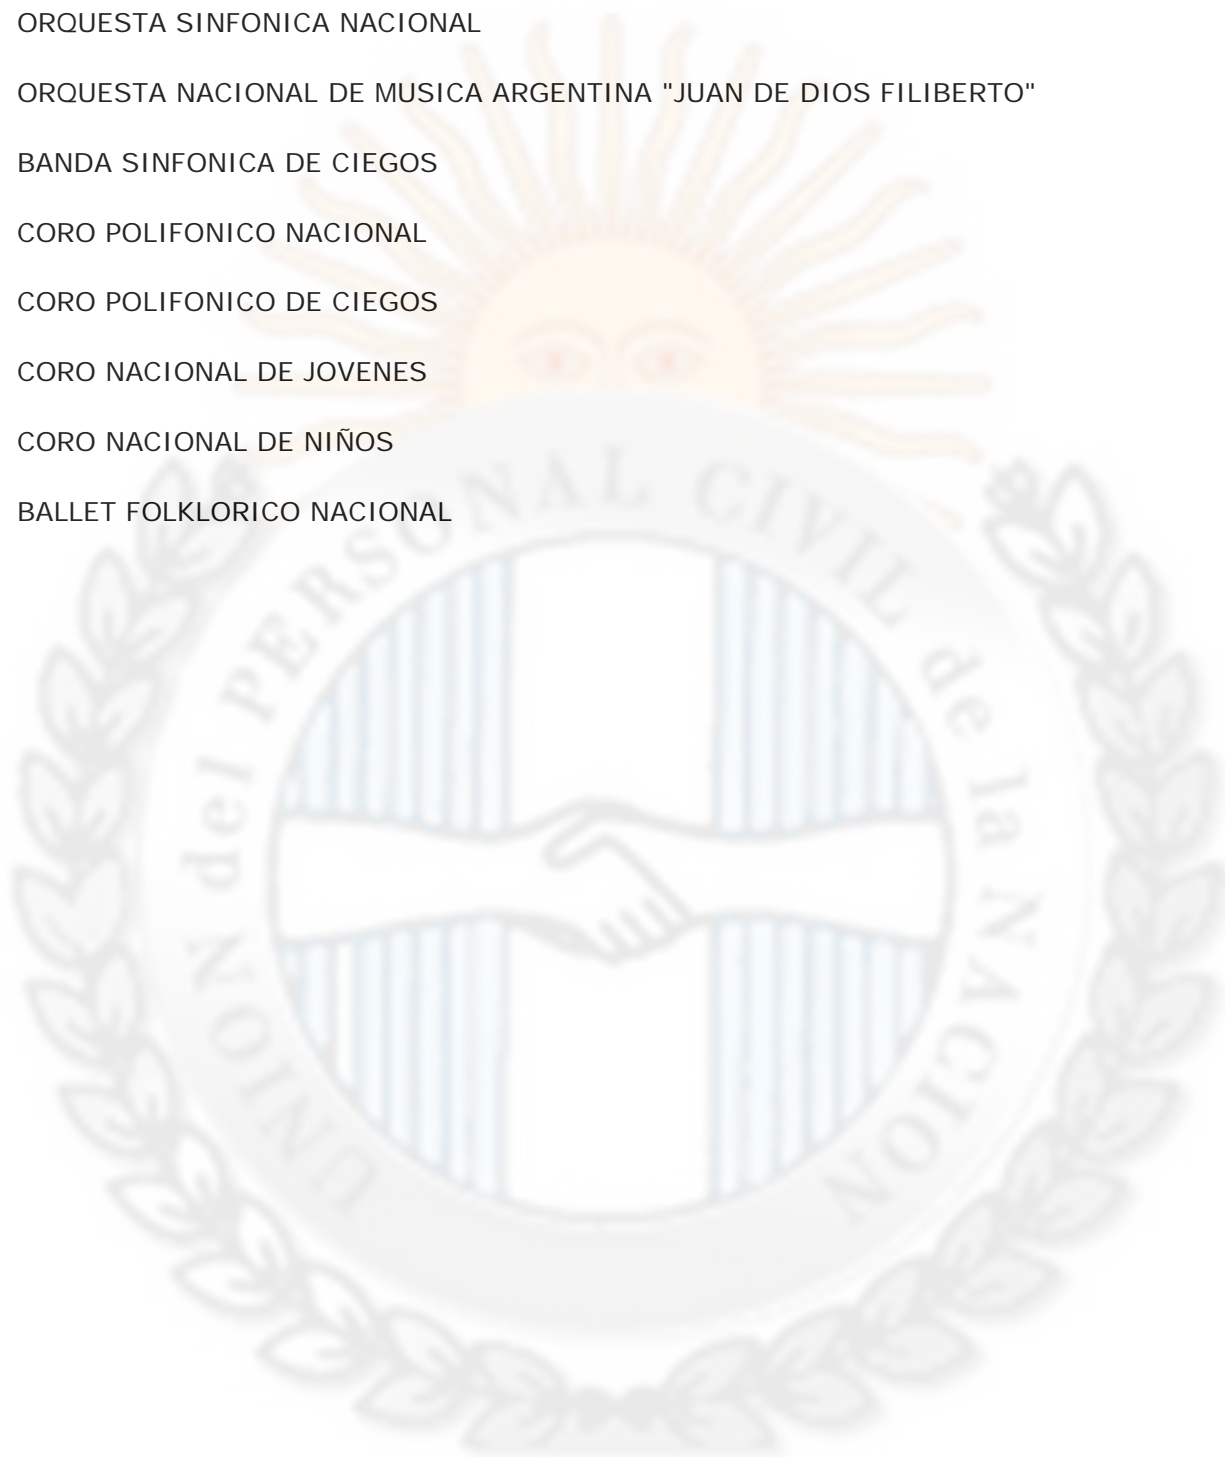 ORQUESTA SINFONICA NACIONAL
ORQUESTA NACIONAL DE MUSICA ARGENTINA "JUAN DE DIOS FILIBERTO"
BANDA SINFONICA DE CIEGOS
CORO POLIFONICO NACIONAL
CORO POLIFONICO DE CIEGOS
CORO NACIONAL DE JOVENES
CORO NACIONAL DE NIÑOS
BALLET FOLKLORICO NACIONAL
UNION del PERSONAL CIVIL de la NACION